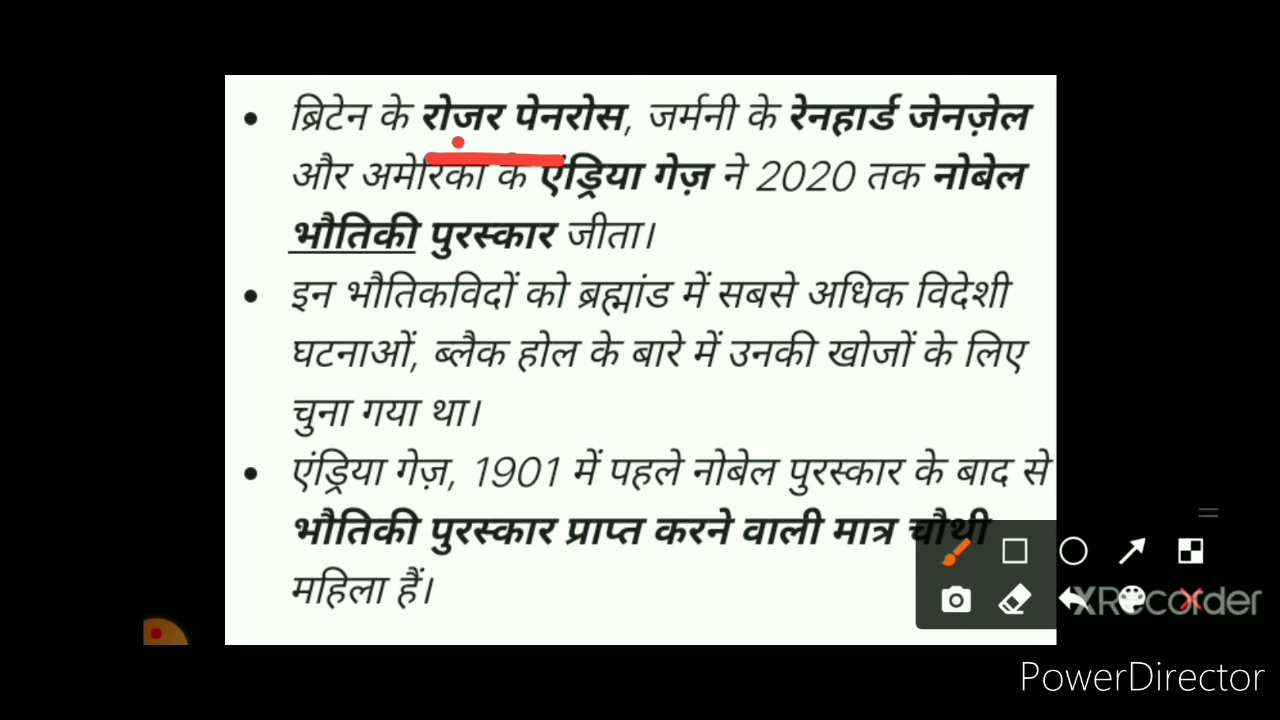 ब्रिटेन के रोजर पेनरोस, जर्मनी के रेनहार्ड जेनज़ेल
और अमेरिका के एंड्रिया गेज़ ने 2020 तक नोबेल
भौतिकी पुरस्कार जीता।
इन भौतिकविदों को ब्रह्मांड में सबसे अधिक विदेशी
घटनाओं, ब्लैक होल के बारे में उनकी खोजों के लिए
चुना गया था।
एंड्रिया गेज़, 1901 में पहले नोबेल पुरस्कार के बाद से
भौतिकी पुरस्कार प्राप्त करने वाली मात्र चौथी
महिला हैं।
XRecorder
PowerDirector